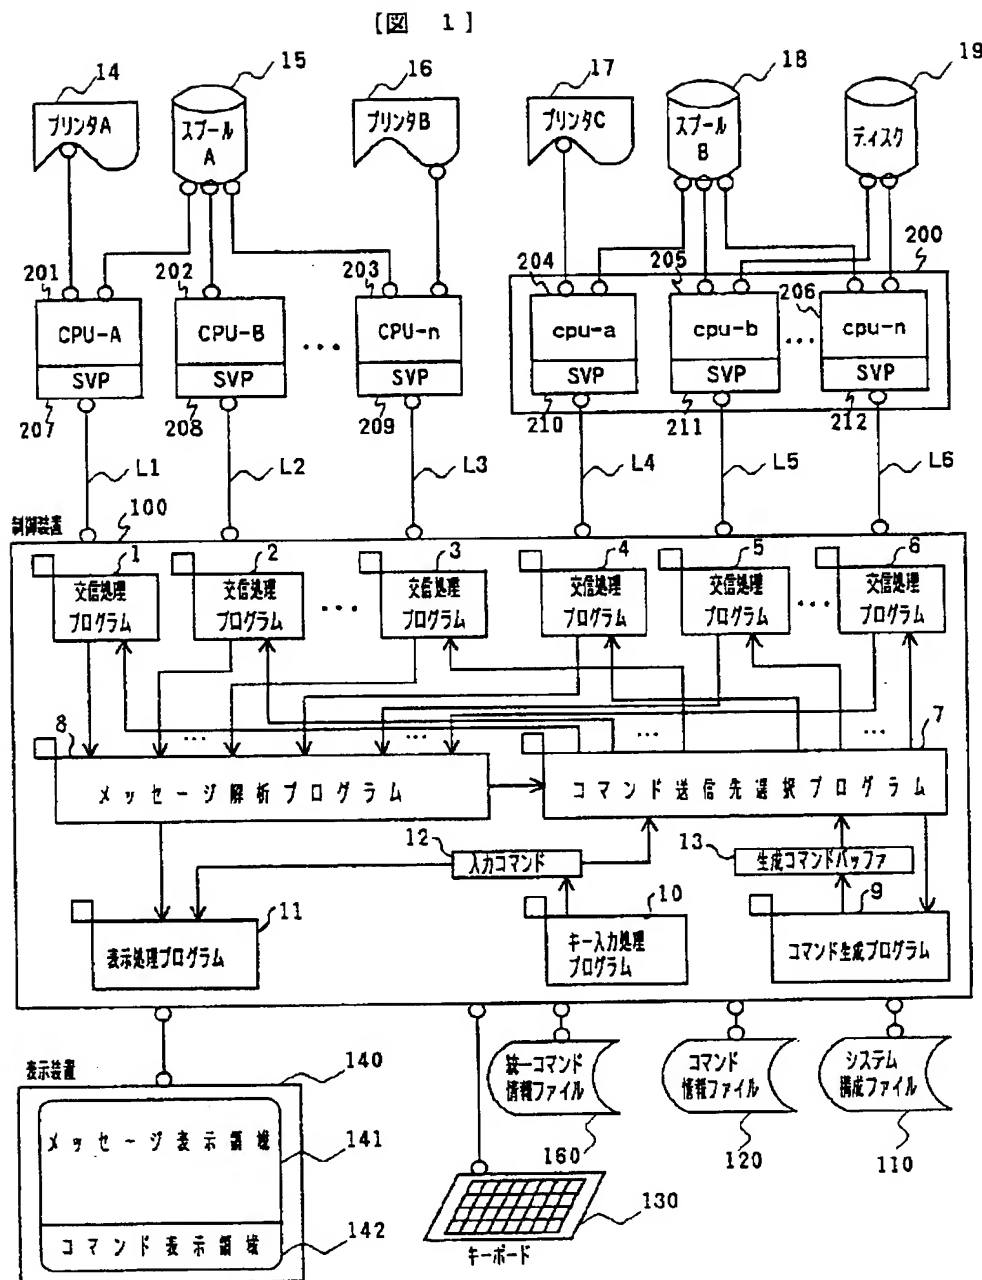 [図 1]
14
15
16
17
18
19
プリンタA
スプール
A
プリンタB
プリンタC
スプール
B
ディスク
200
201
202
203
204
205
206
CPU-A
CPU-B
...
CPU-n
cpu-a
cpu-b
...
cpu-n
SVP
SVP
SVP
SVP
SVP
SVP
207
208
209
210
211
212
L1
L2
L3
L4
L5
L6
制御装置
100
1
2
3
4
5
6
交信処理
プログラム
交信処理
プログラム
...
交信処理
プログラム
交信処理
プログラム
交信処理
プログラム
...
交信処理
プログラム
8
...
...
...
...
7
メッセージ解析プログラム
コマンド送信先選択プログラム
12
入力コマンド
13
生成コマンドバッファ
11
表示処理プログラム
10
キー入力処理
プログラム
9
コマンド生成プログラム
表示装置
140
メッセージ表示領域
141
コマンド表示領域
142
統一コマンド
情報ファイル
160
コマンド
情報ファイル
120
システム
構成ファイル
110
130
キーボード